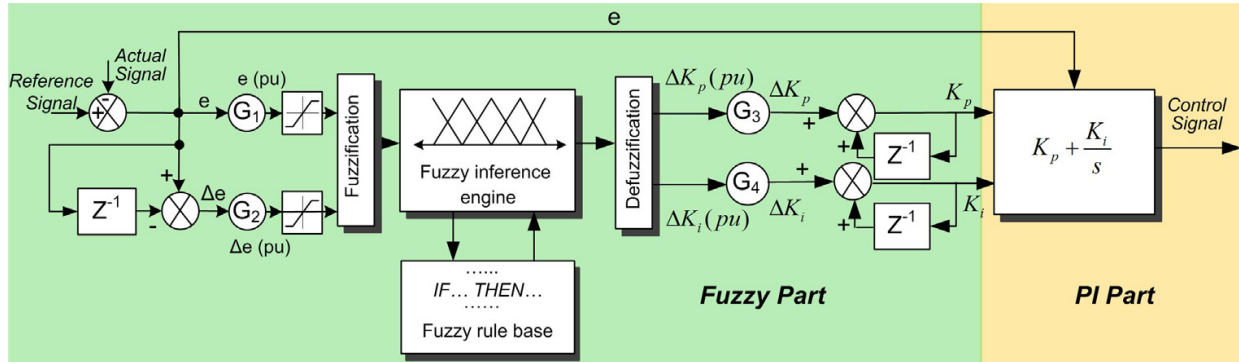 e
Actual
Signal
Reference
Signal
-
+
e
e (pu)
G1
Fuzzification
+
Z-1
-
Δe
G2
Δe (pu)
Fuzzy inference
engine
......
IF... THEN...
......
Fuzzy rule base
Defuzzification
ΔKp(pu)
G3
ΔKp
+
+
Z-1
Kp
ΔKi(pu)
G4
ΔKi
+
+
Z-1
Ki
Kp + Ki/s
Control
Signal
Fuzzy Part
PI Part